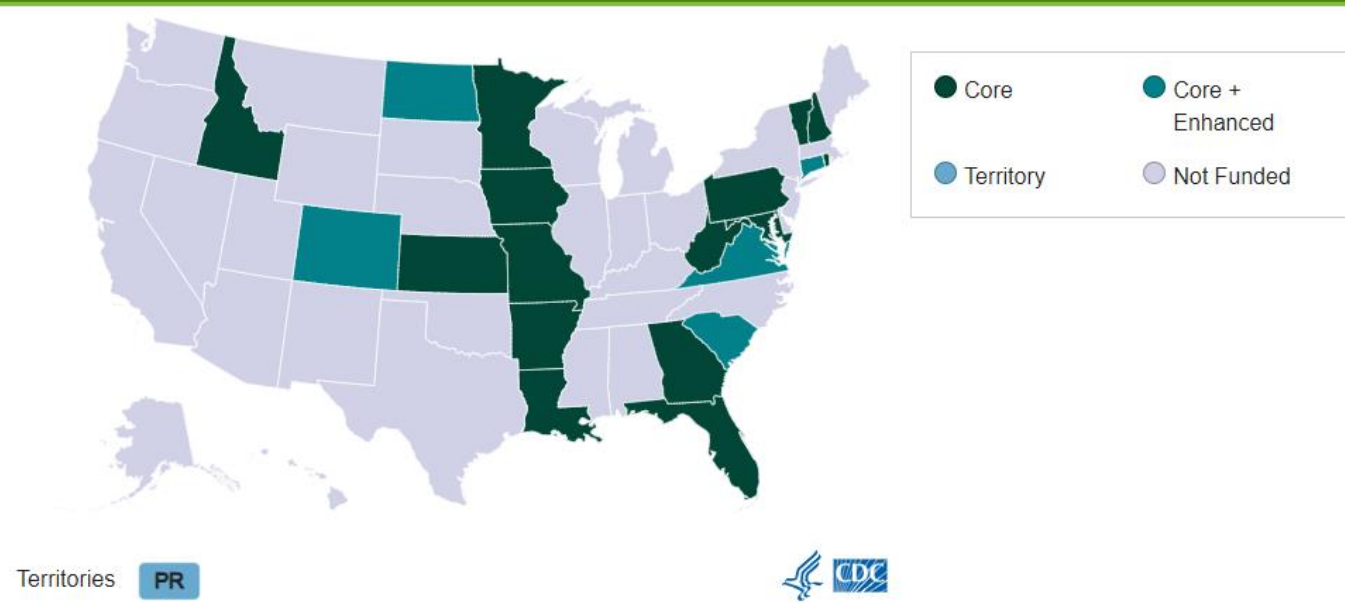 Core
Core +
Enhanced
Territory
Not Funded
Territories
PR
CDC